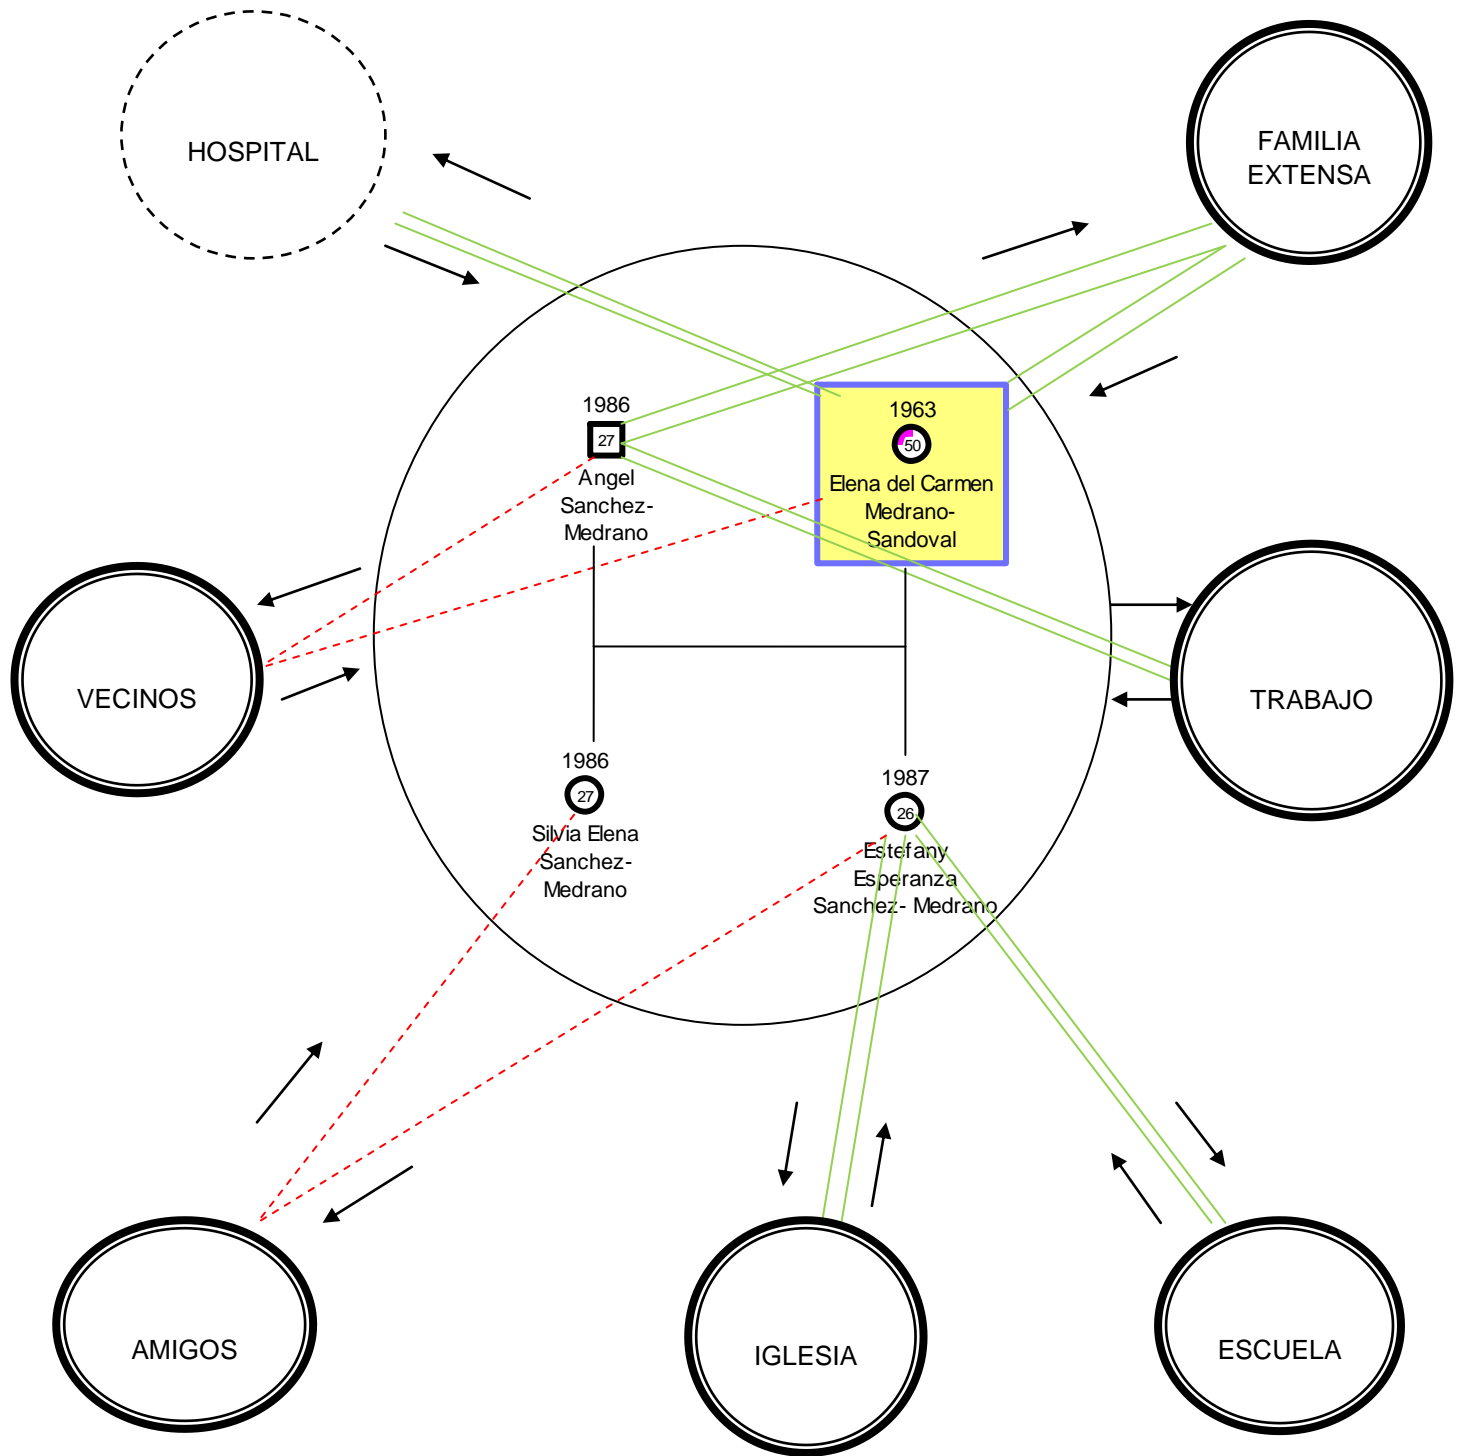 HOSPITAL
FAMILIA
EXTENSA
1986
27
Angel
Sanchez-
Medrano
1963
50
Elena del Carmen
Medrano-
Sandoval
VECINOS
TRABAJO
1986
27
Silvia Elena
Sanchez-
Medrano
1987
26
Estefany
Esperanza
Sanchez- Medrano
AMIGOS
IGLESIA
ESCUELA